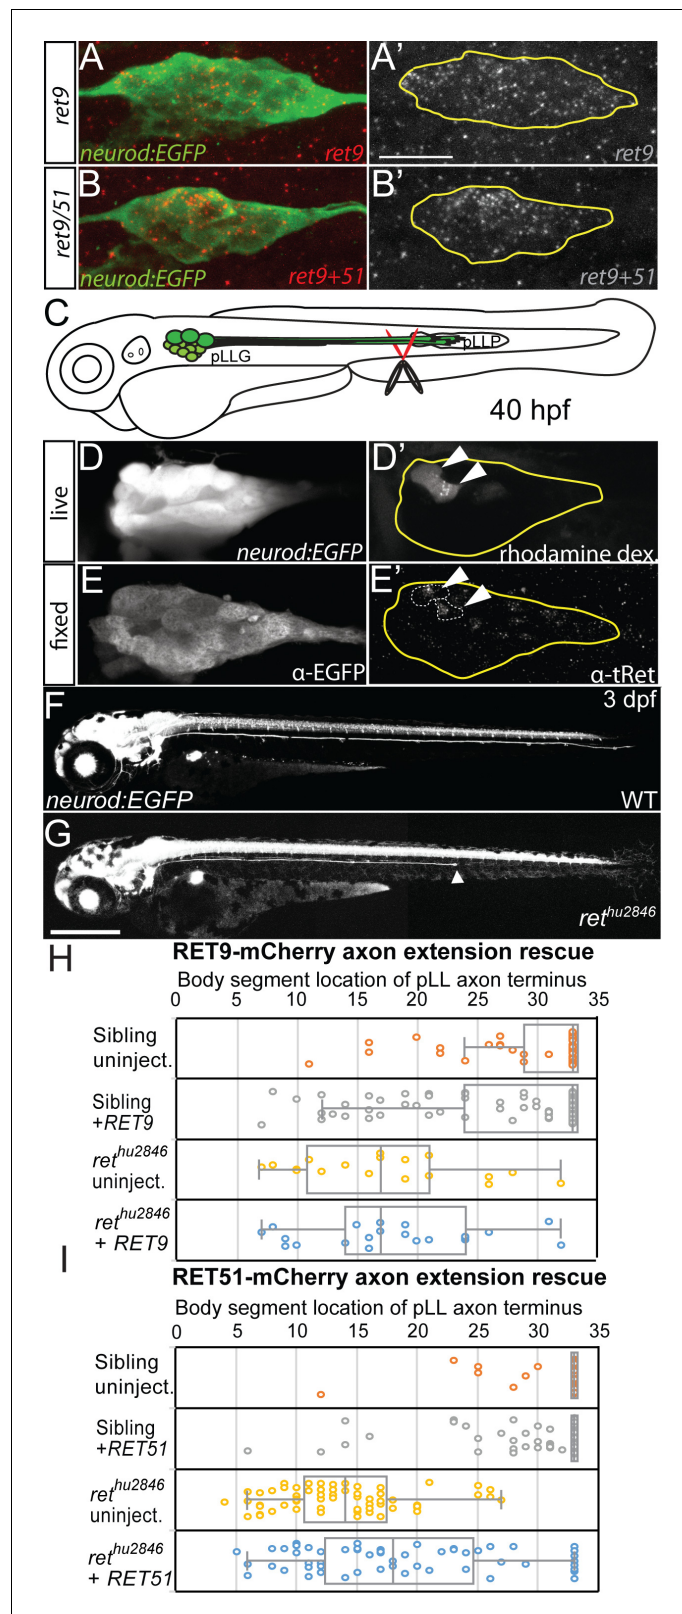 ret9
A
neurod:EGFP
ret9
A'
ret9
ret9/51
B
neurod:EGFP
ret9+51
B'
ret9+51
C
pLLG
pLLP
40 hpf
live
D
neurod:EGFP
D'
rhodamine dex.
fixed
E
α-EGFP
E'
α-tRet
F
3 dpf
neurod:EGFP
WT
G
ret^hu2846
H
RET9-mCherry axon extension rescue
Body segment location of pLL axon terminus
0 5 10 15 20 25 30 35
Sibling
uninject.
Sibling
+RET9
ret^hu2846
uninject.
ret^hu2846
+ RET9
I
RET51-mCherry axon extension rescue
Body segment location of pLL axon terminus
0 5 10 15 20 25 30 35
Sibling
uninject.
Sibling
+RET51
ret^hu2846
uninject.
ret^hu2846
+ RET51